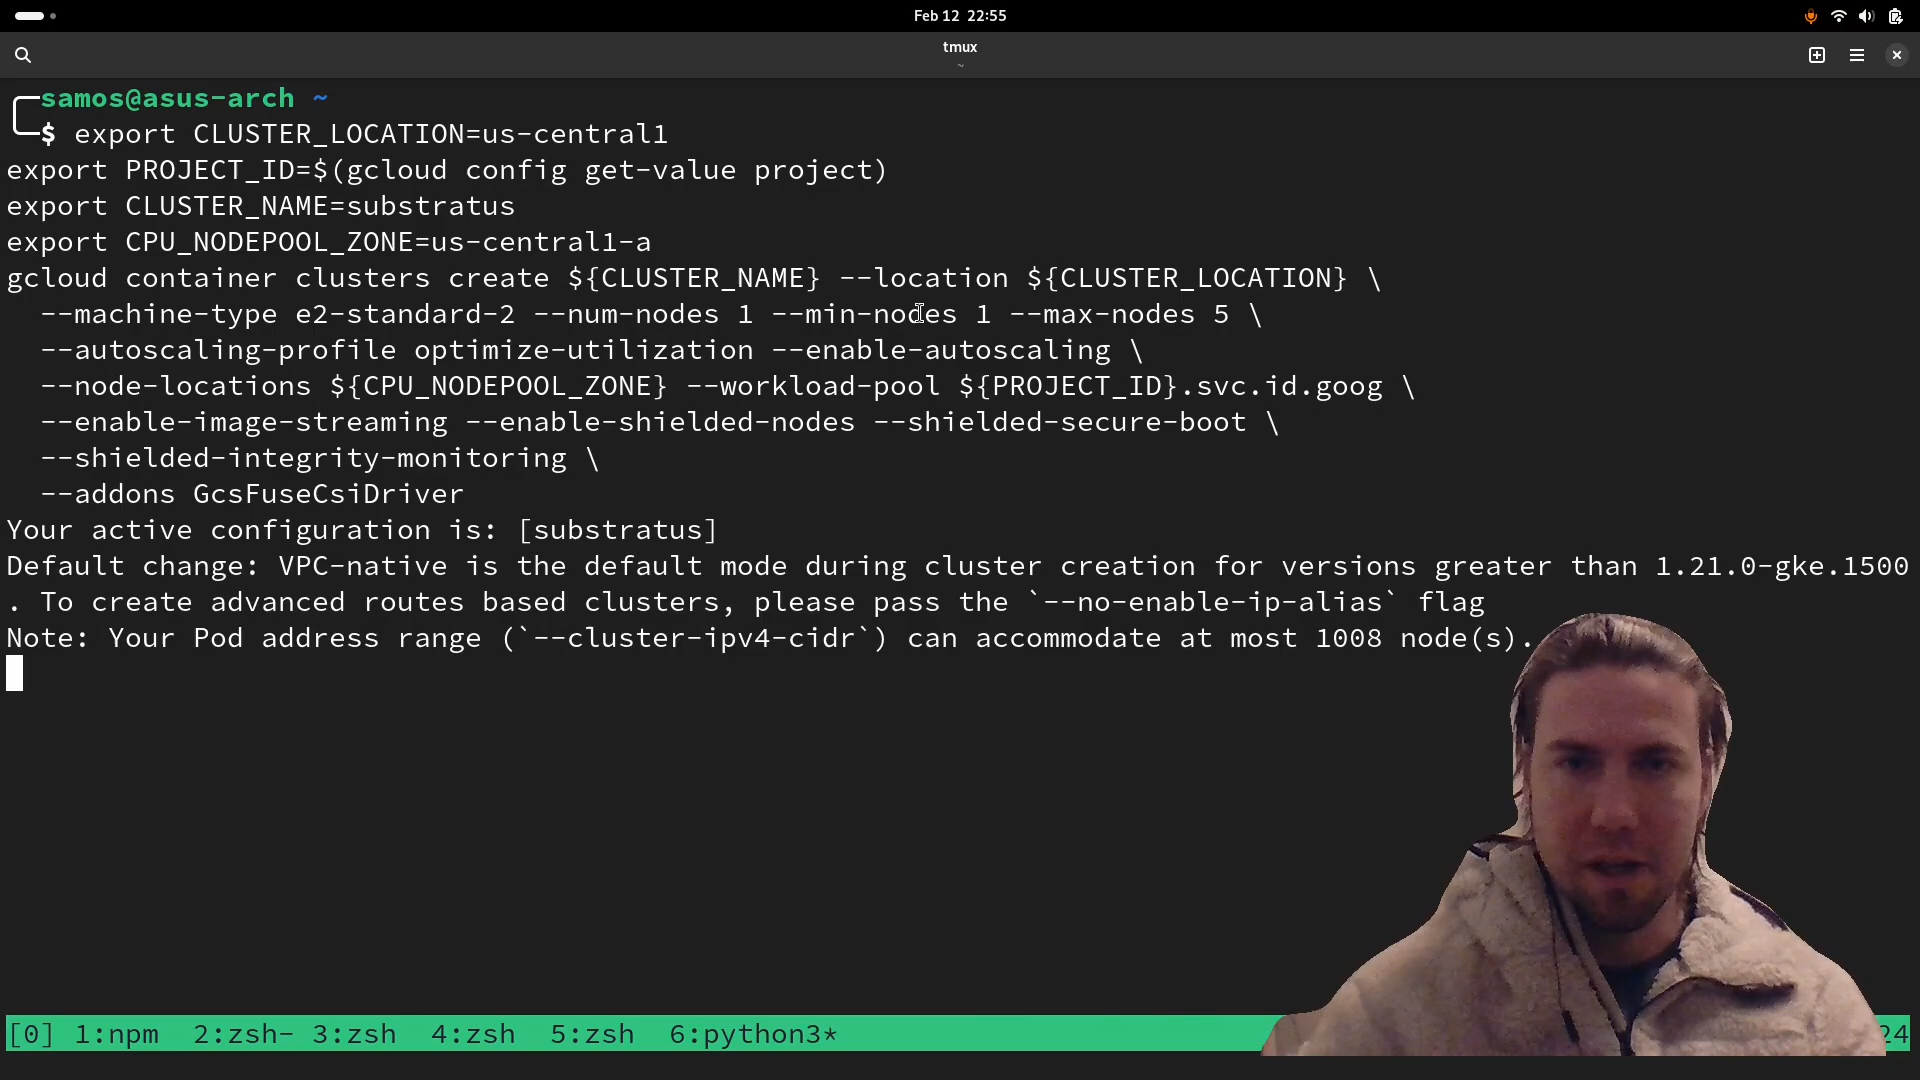 Feb 12 22:55
tmux
~
samos@asus-arch ~
$ export CLUSTER_LOCATION=us-central1
export PROJECT_ID=$(gcloud config get-value project)
export CLUSTER_NAME=substratus
export CPU_NODEPOOL_ZONE=us-central1-a
gcloud container clusters create ${CLUSTER_NAME} --location ${CLUSTER_LOCATION} \
  --machine-type e2-standard-2 --num-nodes 1 --min-nodes 1 --max-nodes 5 \
  --autoscaling-profile optimize-utilization --enable-autoscaling \
  --node-locations ${CPU_NODEPOOL_ZONE} --workload-pool ${PROJECT_ID}.svc.id.goog \
  --enable-image-streaming --enable-shielded-nodes --shielded-secure-boot \
  --shielded-integrity-monitoring \
  --addons GcsFuseCsiDriver
Your active configuration is: [substratus]
Default change: VPC-native is the default mode during cluster creation for versions greater than 1.21.0-gke.1500
. To create advanced routes based clusters, please pass the `--no-enable-ip-alias` flag
Note: Your Pod address range (`--cluster-ipv4-cidr`) can accommodate at most 1008 node(s).
[0] 1:npm  2:zsh- 3:zsh  4:zsh  5:zsh  6:python3* 24